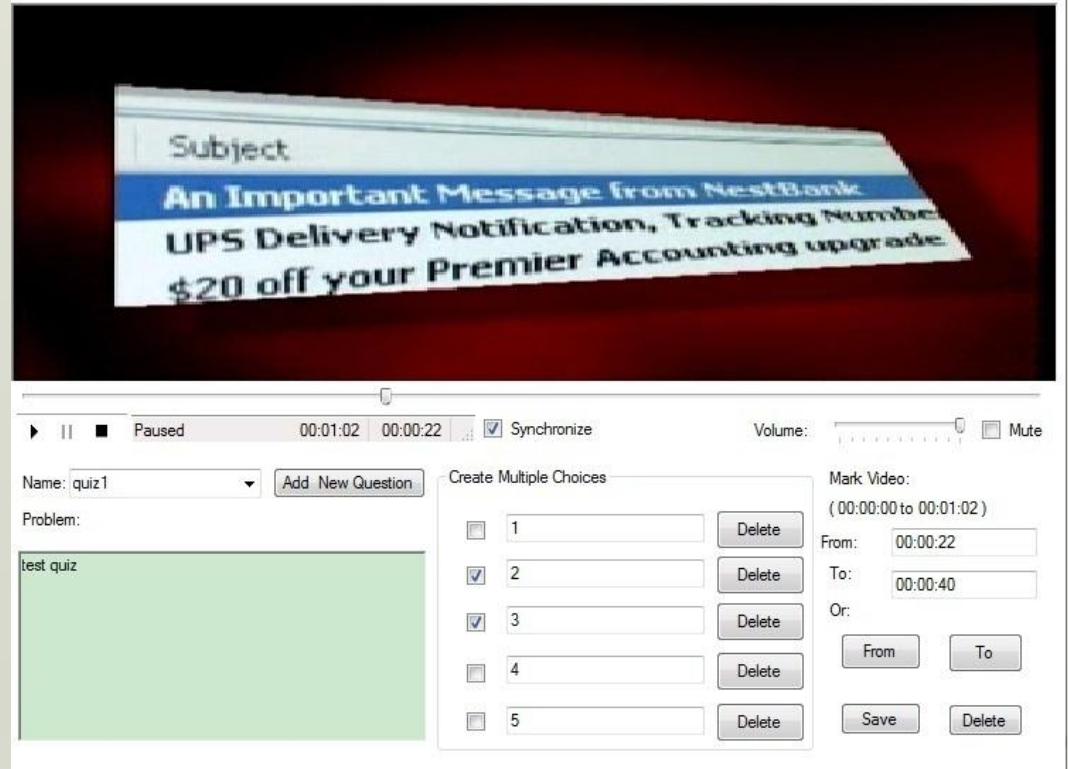 Subject
An Important Message from NestBank
UPS Delivery Notification, Tracking Numbe
$20 off your Premier Accounting upgrade
Paused 00:01:02 00:00:22 Synchronize Volume: Mute
Name: quiz1 Add New Question
Problem:
test quiz
Create Multiple Choices
1 Delete
2 Delete
3 Delete
4 Delete
5 Delete
Mark Video:
( 00:00:00 to 00:01:02 )
From: 00:00:22
To: 00:00:40
Or:
From To
Save Delete